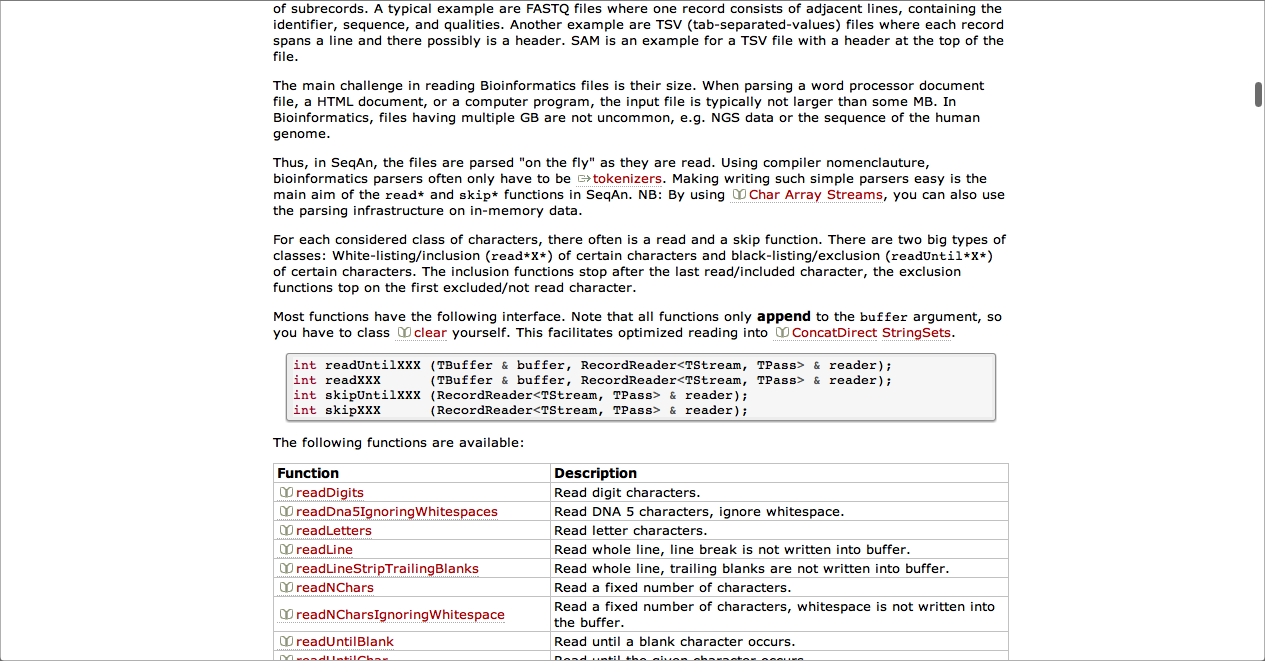 of subrecords. A typical example are FASTQ files where one record consists of adjacent lines, containing the
identifier, sequence, and qualities. Another example are TSV (tab-separated-values) files where each record
spans a line and there possibly is a header. SAM is an example for a TSV file with a header at the top of the
file.
The main challenge in reading Bioinformatics files is their size. When parsing a word processor document
file, a HTML document, or a computer program, the input file is typically not larger than some MB. In
Bioinformatics, files having multiple GB are not uncommon, e.g. NGS data or the sequence of the human
genome.
Thus, in SeqAn, the files are parsed "on the fly" as they are read. Using compiler nomenclauture,
bioinformatics parsers often only have to be tokenizers. Making writing such simple parsers easy is the
main aim of the read* and skip* functions in SeqAn. NB: By using Char Array Streams, you can also use
the parsing infrastructure on in-memory data.
For each considered class of characters, there often is a read and a skip function. There are two big types of
classes: White-listing/inclusion (read*X*) of certain characters and black-listing/exclusion (readUntil*X*)
of certain characters. The inclusion functions stop after the last read/included character, the exclusion
functions top on the first excluded/not read character.
Most functions have the following interface. Note that all functions only append to the buffer argument, so
you have to class clear yourself. This facilitates optimized reading into ConcatDirect StringSets.
int readUntilXXX (TBuffer & buffer, RecordReader<TStream, TPass> & reader);
int readXXX (TBuffer & buffer, RecordReader<TStream, TPass> & reader);
int skipUntilXXX (RecordReader<TStream, TPass> & reader);
int skipXXX (RecordReader<TStream, TPass> & reader);
The following functions are available:
Function Description
readDigits Read digit characters.
readDna5IgnoringWhitespaces Read DNA 5 characters, ignore whitespace.
readLetters Read letter characters.
readLine Read whole line, line break is not written into buffer.
readLineStripTrailingBlanks Read whole line, trailing blanks are not written into buffer.
readNChars Read a fixed number of characters.
readNCharsIgnoringWhitespace Read a fixed number of characters, whitespace is not written into
the buffer.
readUntilBlank Read until a blank character occurs.
readUntilChar Read until the given character occurs.